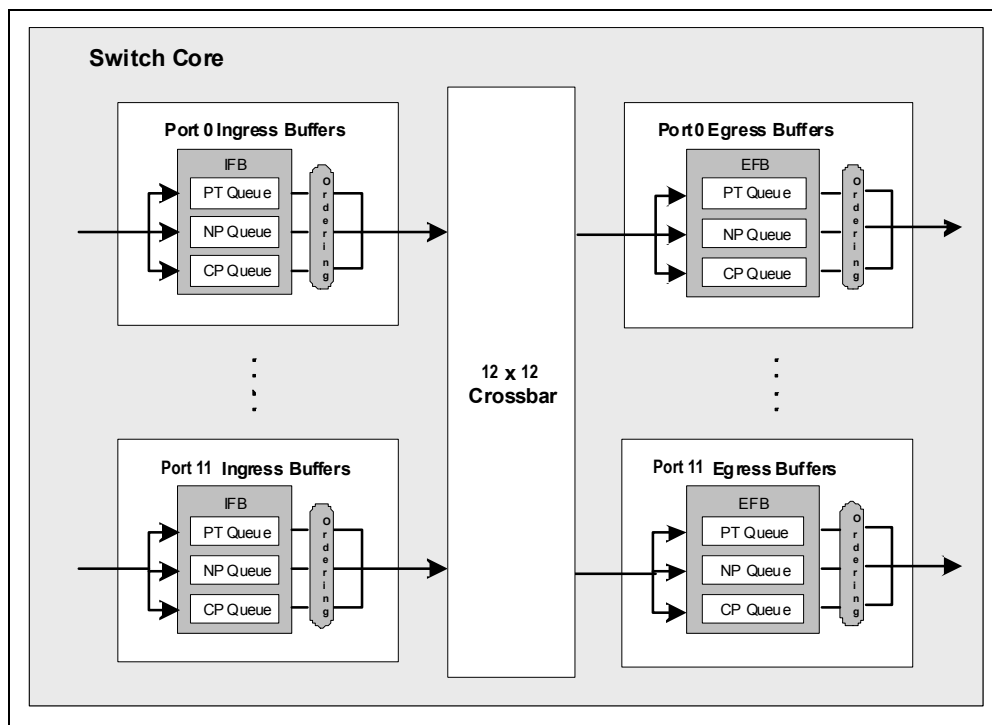 Switch Core
Port 0 Ingress Buffers
IFB
PT Queue
NP Queue
CP Queue
Ordering
Port0 Egress Buffers
EFB
PT Queue
NP Queue
CP Queue
Ordering
12 x 12
Crossbar
Port 11 Ingress Buffers
IFB
PT Queue
NP Queue
CP Queue
Ordering
Port 11 Egress Buffers
EFB
PT Queue
NP Queue
CP Queue
Ordering